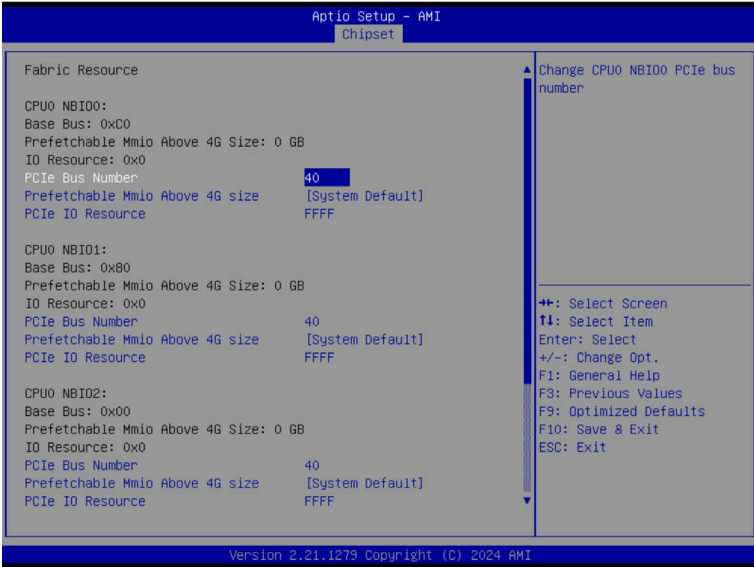 Aptio Setup – AMI
Chipset
Fabric Resource
CPU0 NBIO0:
Base Bus: 0xC0
Prefetchable Mmio Above 4G Size: 0 GB
IO Resource: 0x0
PCIe Bus Number 40
Prefetchable Mmio Above 4G size [System Default]
PCIe IO Resource FFFF
CPU0 NBIO1:
Base Bus: 0x80
Prefetchable Mmio Above 4G Size: 0 GB
IO Resource: 0x0
PCIe Bus Number 40
Prefetchable Mmio Above 4G size [System Default]
PCIe IO Resource FFFF
CPU0 NBIO2:
Base Bus: 0x00
Prefetchable Mmio Above 4G Size: 0 GB
IO Resource: 0x0
PCIe Bus Number 40
Prefetchable Mmio Above 4G size [System Default]
PCIe IO Resource FFFF
Change CPU0 NBIO0 PCIe bus
number
→←: Select Screen
↑↓: Select Item
Enter: Select
+/-: Change Opt.
F1: General Help
F3: Previous Values
F9: Optimized Defaults
F10: Save & Exit
ESC: Exit
Version 2.21.1279 Copyright (C) 2024 AMI